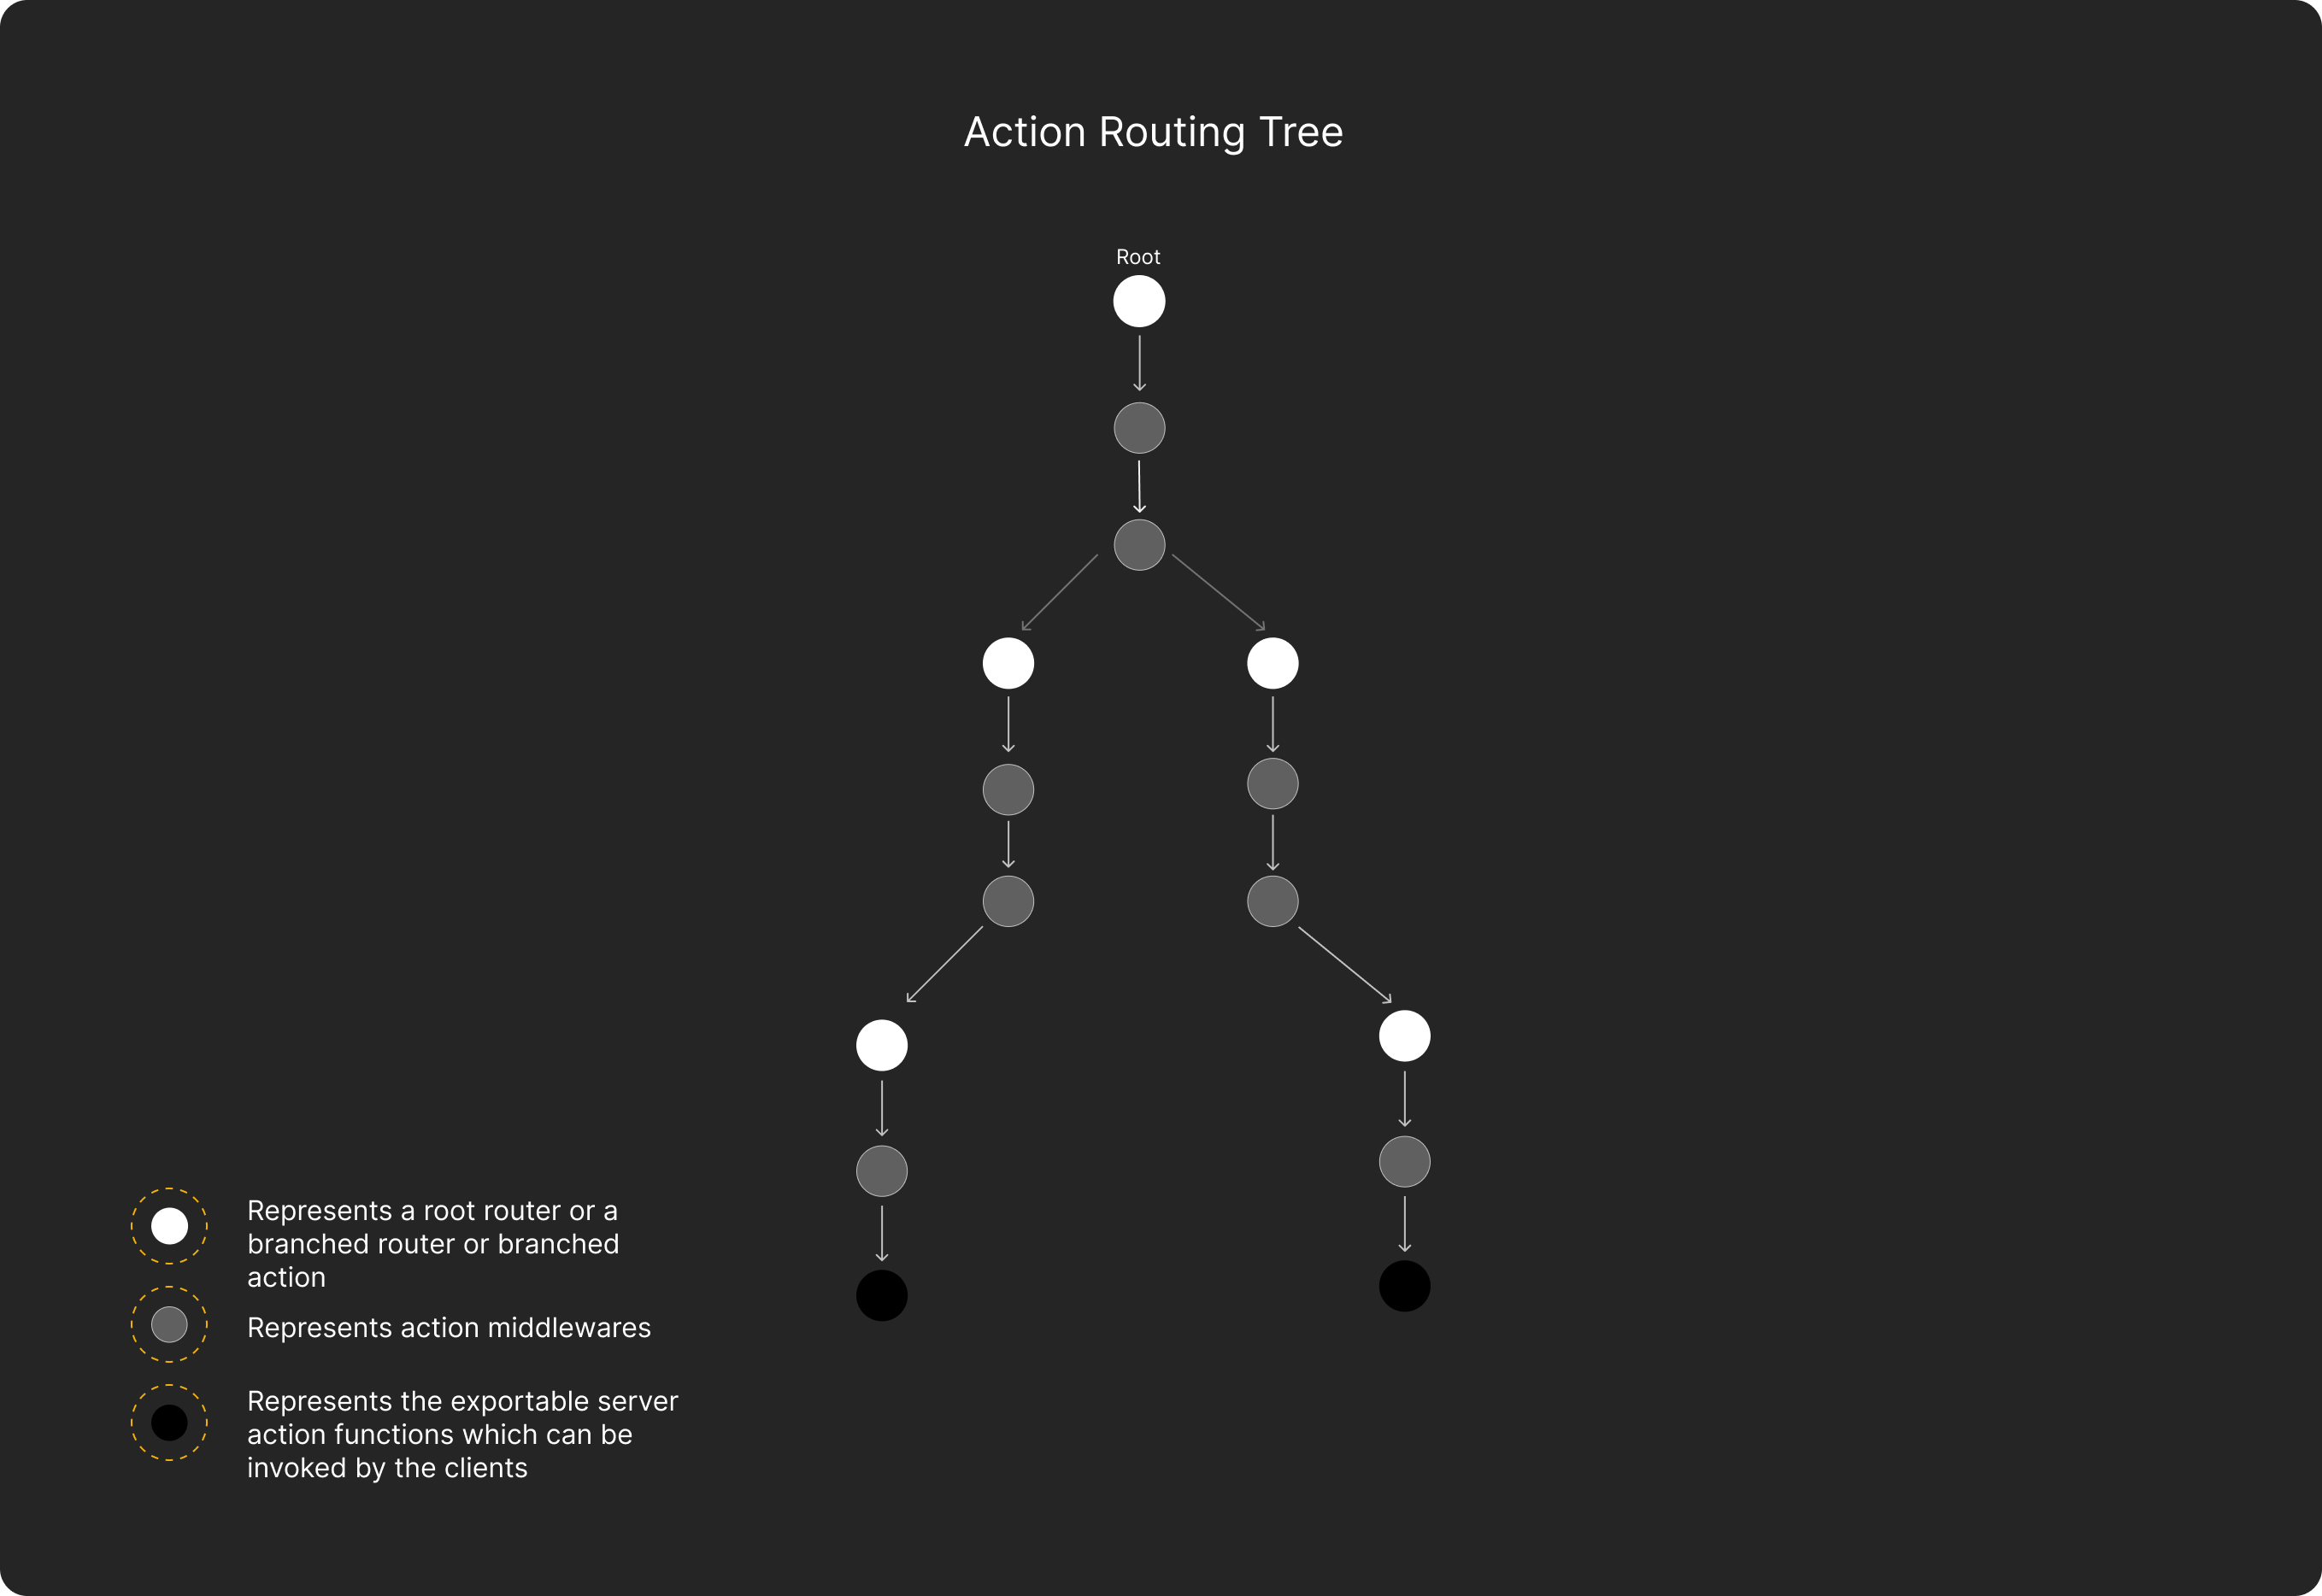 Action Routing Tree
Root
Represents a root router or a
branched router or branched
action
Represents action middlewares
Represents the exportable server
action functions which can be
invoked by the clients